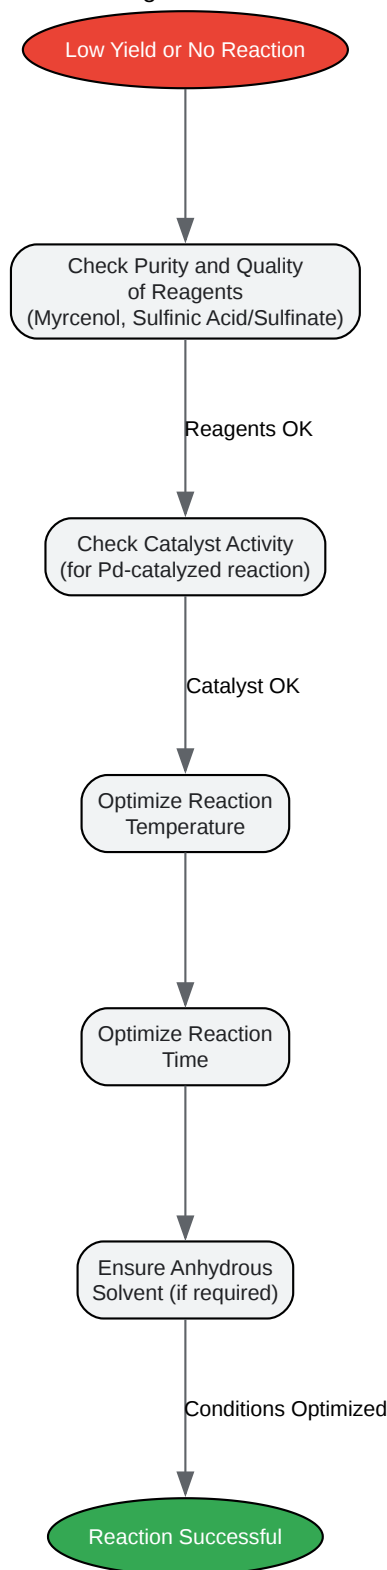 Low Yield or No Reaction
Check Purity and Quality
of Reagents
(Myrcenol, Sulfinic Acid/Sulfinate)
Reagents OK
Check Catalyst Activity
(for Pd-catalyzed reaction)
Catalyst OK
Optimize Reaction
Temperature
Optimize Reaction
Time
Ensure Anhydrous
Solvent (if required)
Conditions Optimized
Reaction Successful